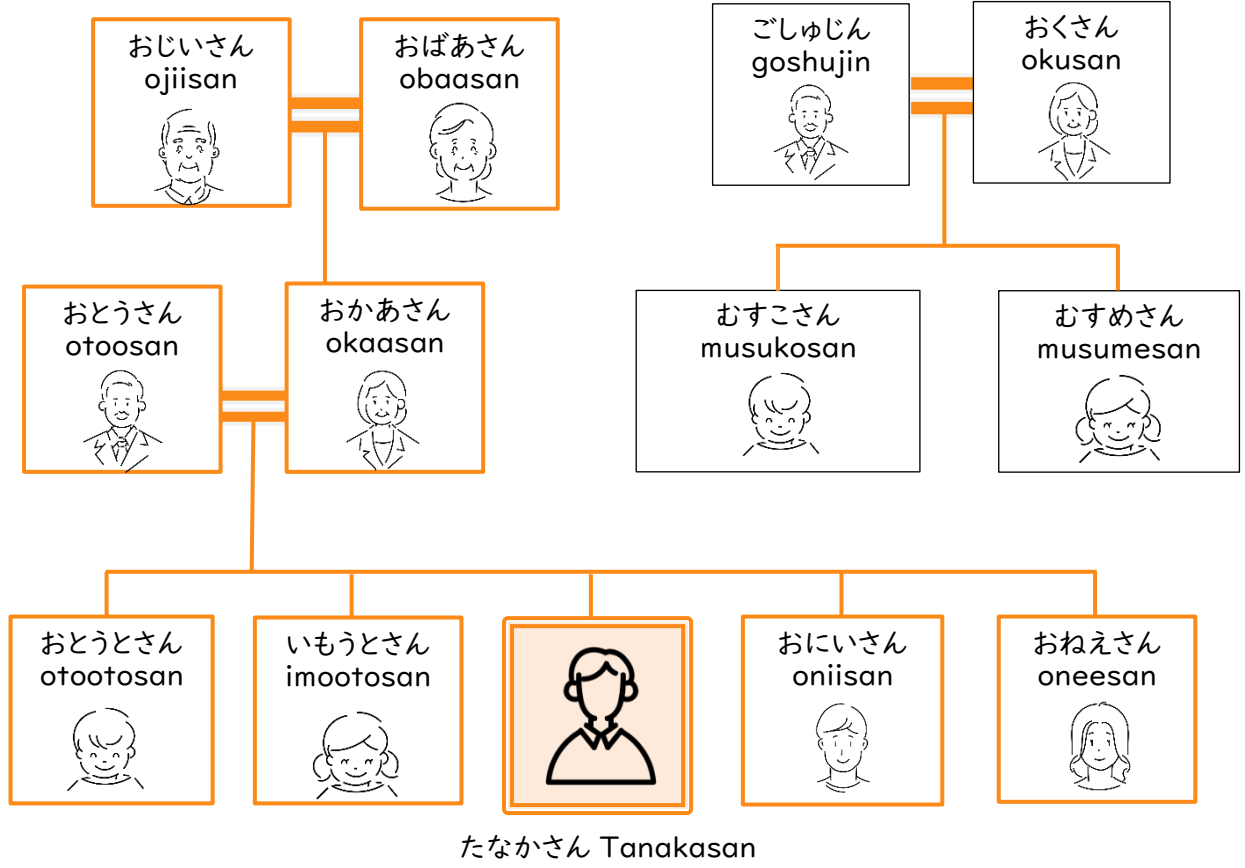 おじいさん
ojiisan
おばあさん
obaasan
ごしゅじん
goshujin
おくさん
okusan
おとうさん
otoosan
おかあさん
okaasan
むすこさん
musukosan
むすめさん
musumesan
おとうとさん
otootosan
いもうとさん
imootosan
おにいさん
oniisan
おねえさん
oneesan
たなかさん Tanakasan